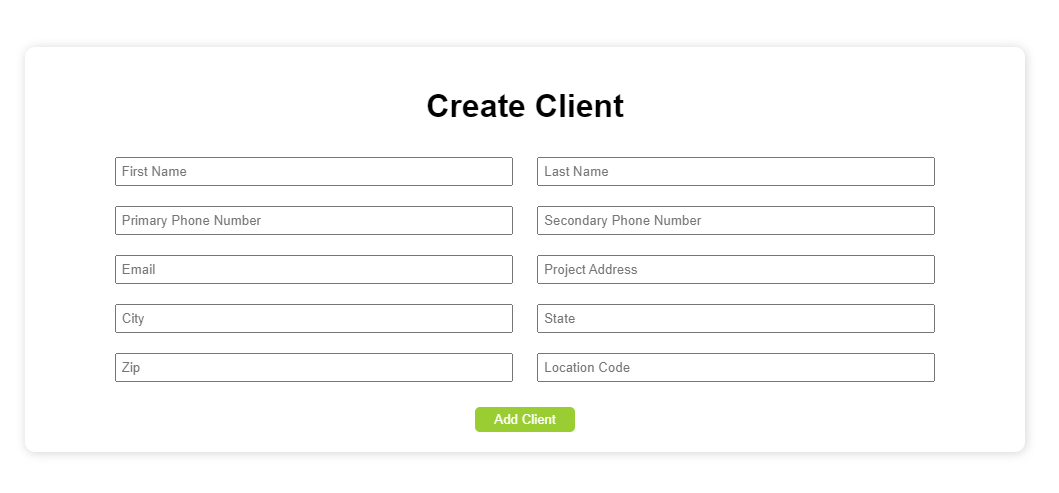 Create Client
First Name
Last Name
Primary Phone Number
Secondary Phone Number
Email
Project Address
City
State
Zip
Location Code
Add Client